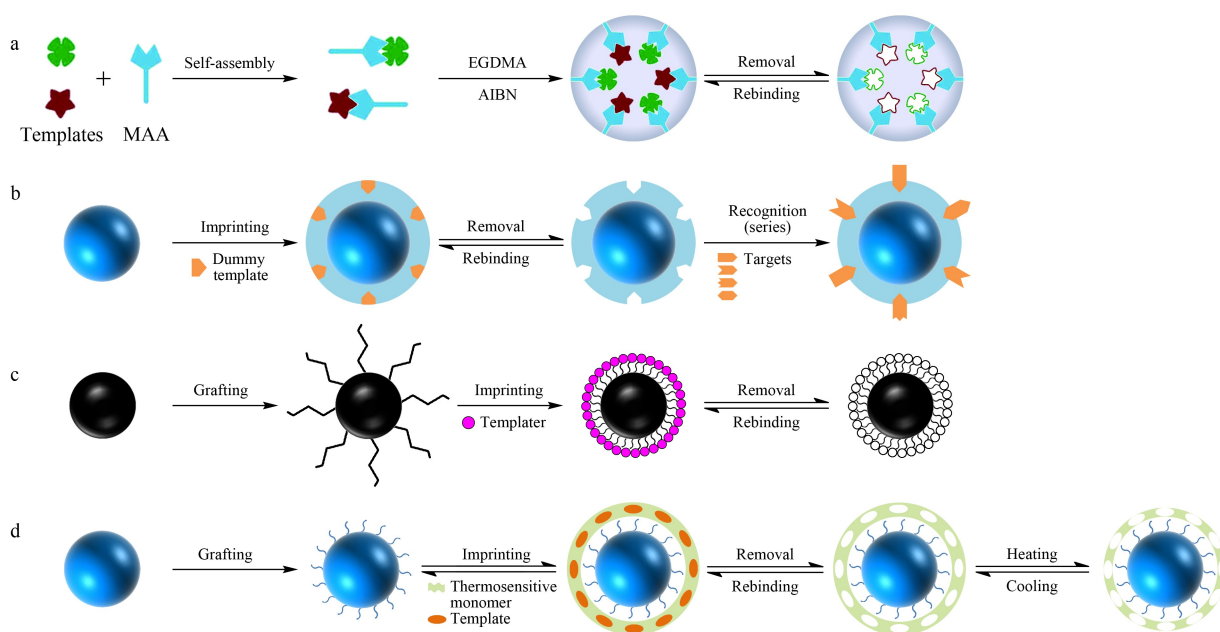 a
+
Templates
MAA
Self-assembly
EGDMA
AIBN
Removal
Rebinding
b
Imprinting
Dummy
template
Removal
Rebinding
Recognition
(series)
Targets
c
Grafting
Imprinting
Templater
Removal
Rebinding
d
Grafting
Imprinting
Thermosensitive
monomer
Template
Removal
Rebinding
Heating
Cooling